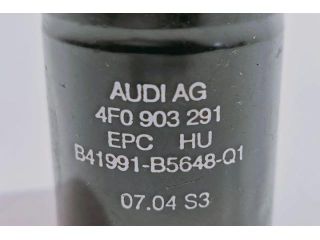 AUDI AG
4F0 903 291
EPC HU
B41991-B5648-Q1
07.04 S3